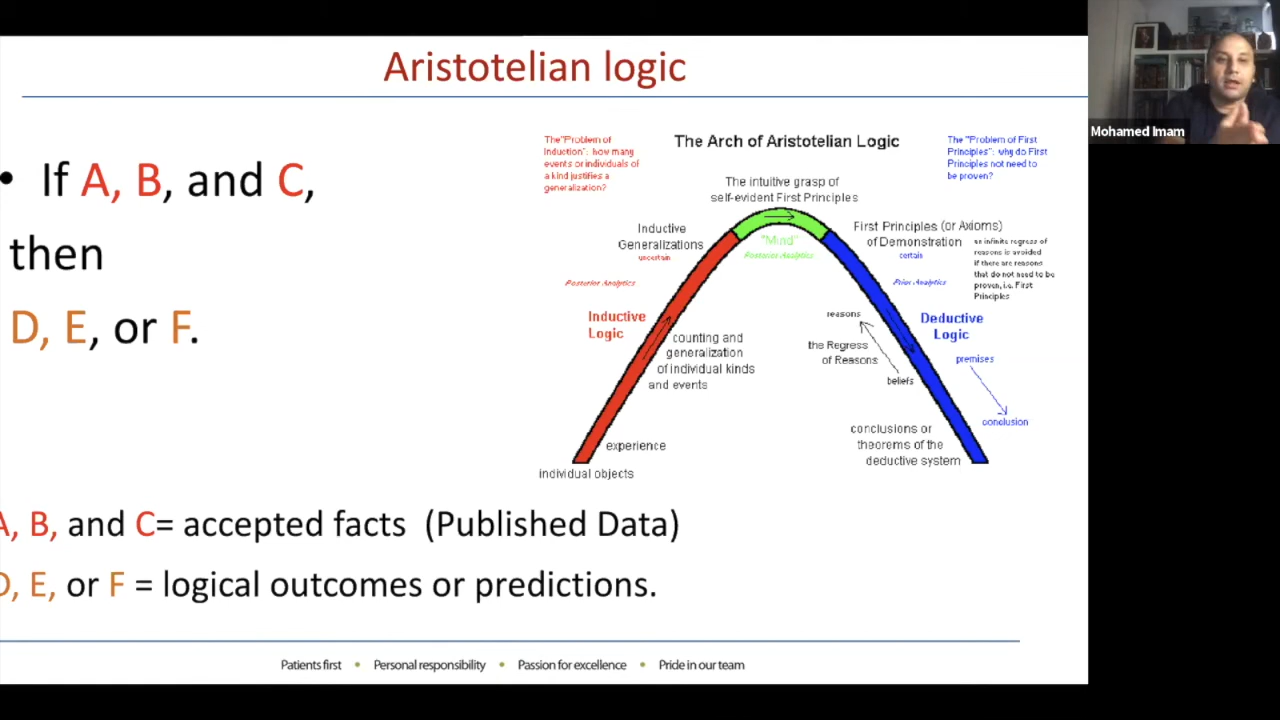 Aristotelian logic
• If A, B, and C,
then
D, E, or F.
The Arch of Aristotelian Logic
The "Problem of
Induction": how many
events or individuals of
a kind justifies a
generalization?
The "Problem of First
Principles": why do First
Principles not need to
be proven?
The intuitive grasp of
self-evident First Principles
Inductive
Generalizations
uncertain
"Mind"
Posterior Analytics
First Principles (or Axioms)
of Demonstration
certain
an infinite regress of
reasons is avoided
if there are reasons
that do not need to be
proven, i.e. First
Principles
Posterior Analytics
Prior Analytics
Inductive
Logic
counting and
generalization
of individual kinds
and events
reasons
the Regress
of Reasons
beliefs
Deductive
Logic
premises
conclusion
experience
individual objects
conclusions or
theorems of the
deductive system
A, B, and C= accepted facts (Published Data)
D, E, or F = logical outcomes or predictions.
Patients first • Personal responsibility • Passion for excellence • Pride in our team
Mohamed Imam